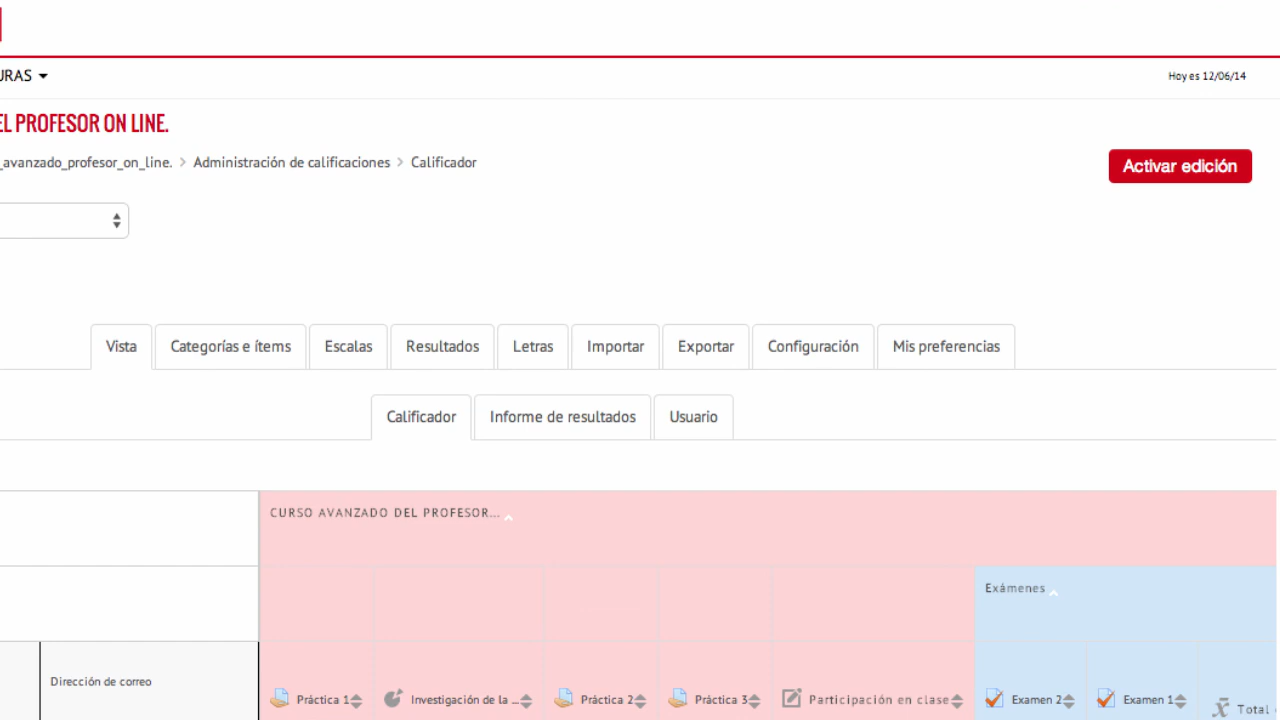 URAS
Hoy es 12/06/14
EL PROFESOR ON LINE.
_avanzado_profesor_on_line. > Administración de calificaciones > Calificador
Activar edición
Vista Categorías e ítems Escalas Resultados Letras Importar Exportar Configuración Mis preferencias
Calificador Informe de resultados Usuario
CURSO AVANZADO DEL PROFESOR...
Exámenes
Dirección de correo
Práctica 1 Investigación de la ... Práctica 2 Práctica 3 Participación en clase Examen 2 Examen 1 x̄ Total